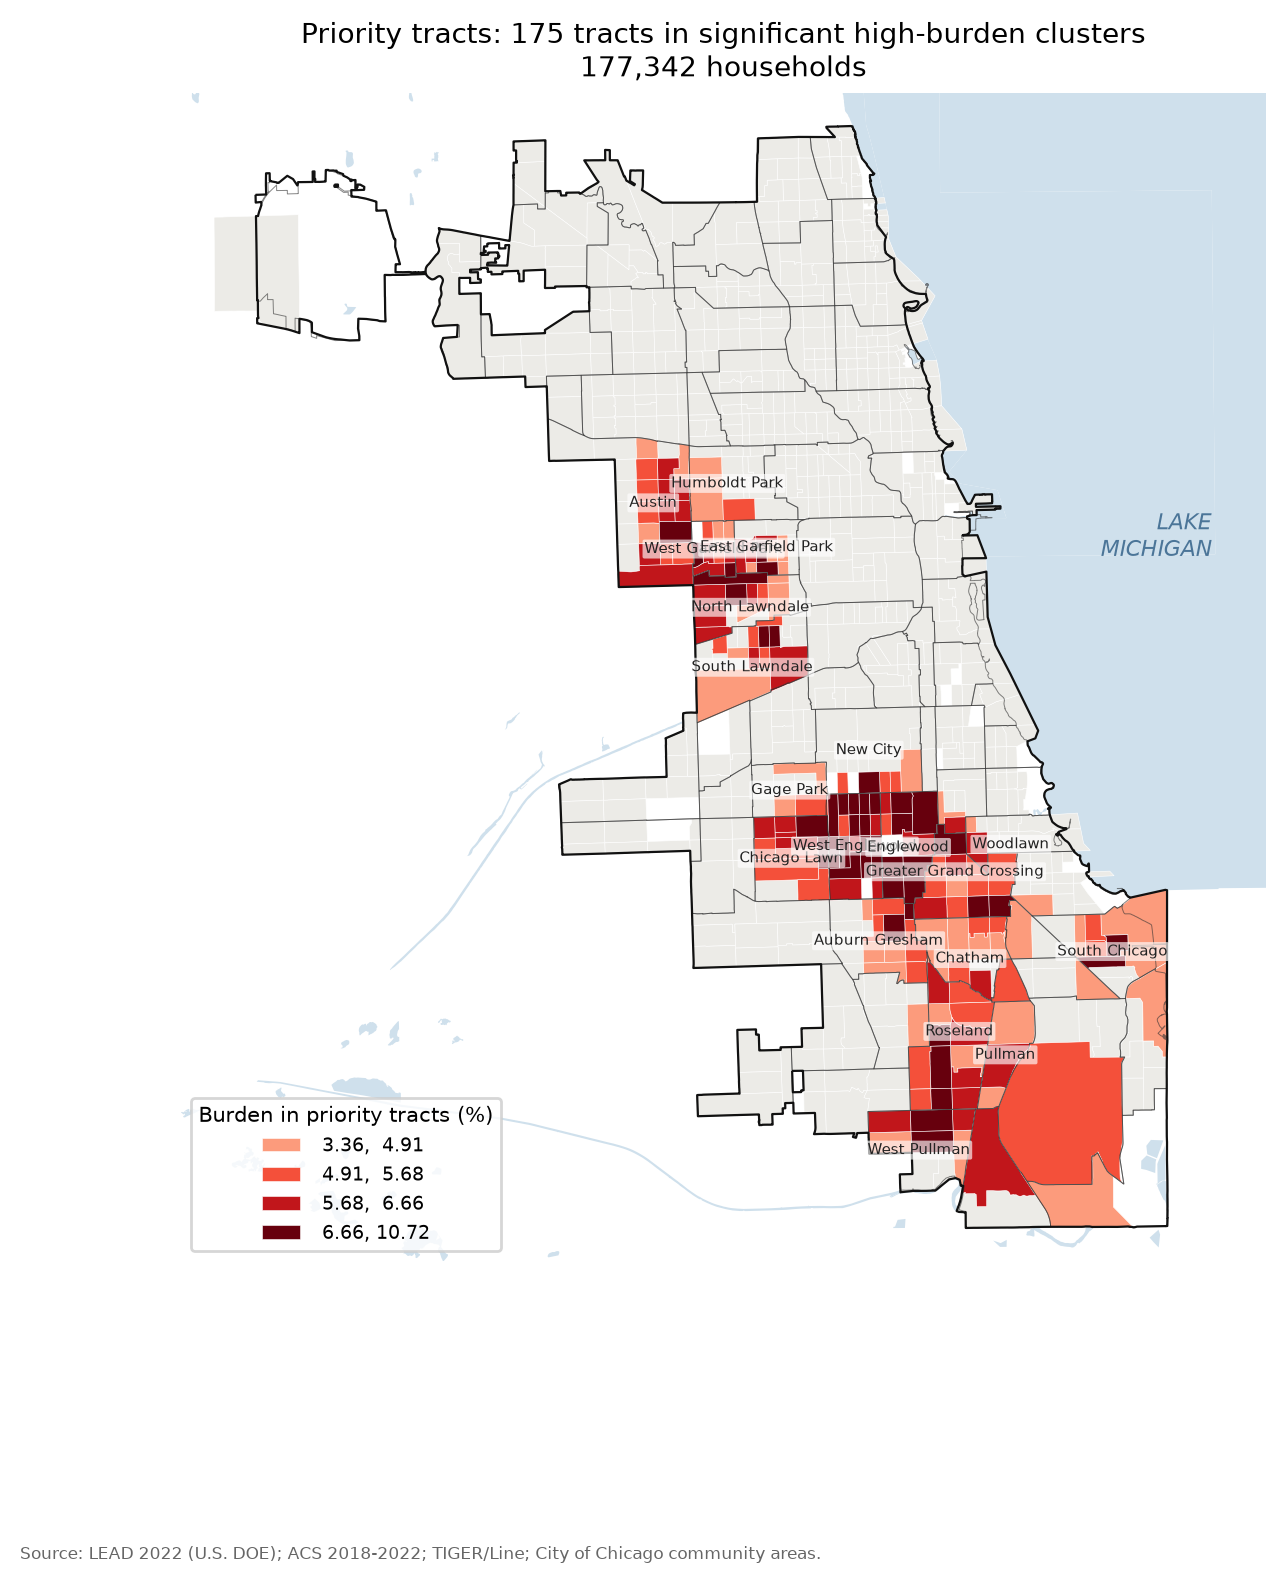 Priority tracts: 175 tracts in significant high-burden clusters
177,342 households
LAKE
MICHIGAN
Humboldt Park
Austin
West G
East Garfield Park
North Lawndale
South Lawndale
New City
Gage Park
West Eng
Englewood
Woodlawn
Chicago Lawn
Greater Grand Crossing
Auburn Gresham
Chatham
South Chicago
Roseland
Pullman
West Pullman
Burden in priority tracts (%)
3.36, 4.91
4.91, 5.68
5.68, 6.66
6.66, 10.72
Source: LEAD 2022 (U.S. DOE); ACS 2018-2022; TIGER/Line; City of Chicago community areas.